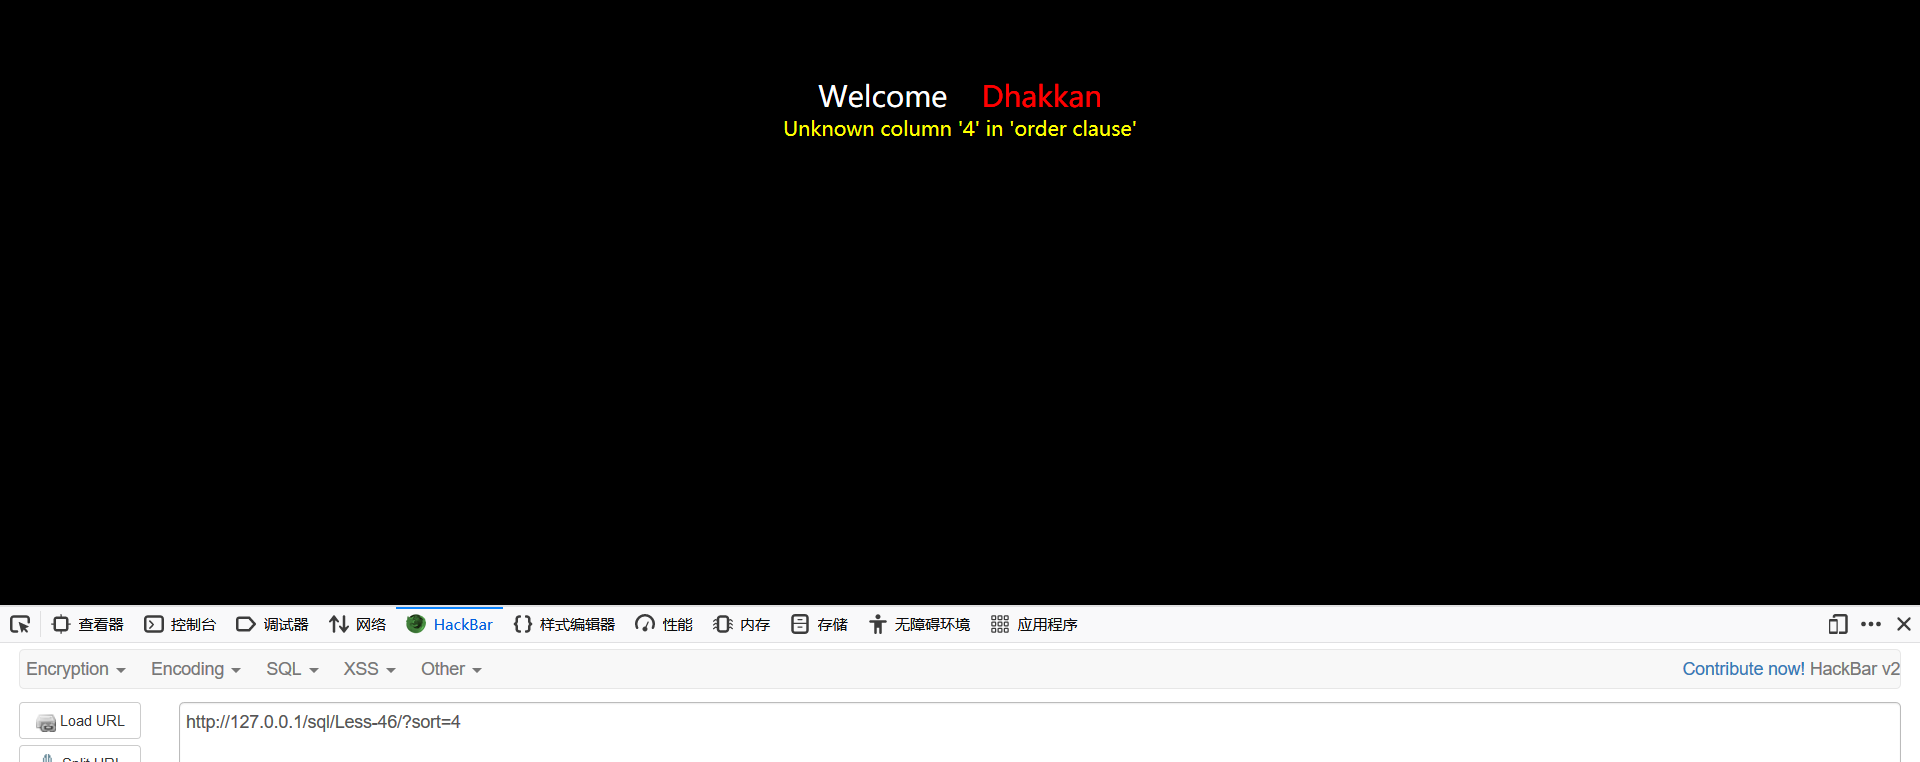 Welcome Dhakkan
Unknown column '4' in 'order clause'
查看器 控制台 调试器 网络 HackBar 样式编辑器 性能 内存 存储 无障碍环境 应用程序
Encryption Encoding SQL XSS Other Contribute now! HackBar v2
Load URL http://127.0.0.1/sql/Less-46/?sort=4
Split URL